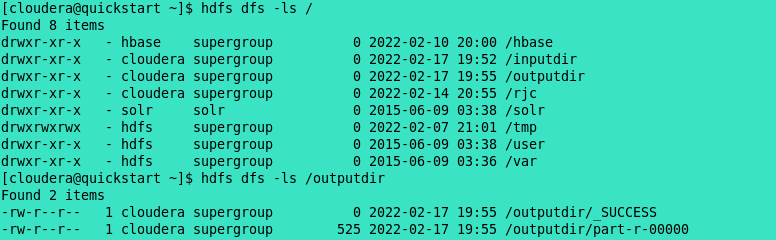 [cloudera@quickstart ~]$ hdfs dfs -ls /
Found 8 items
drwxr-xr-x   - hbase    supergroup          0 2022-02-10 20:00 /hbase
drwxr-xr-x   - cloudera supergroup          0 2022-02-17 19:52 /inputdir
drwxr-xr-x   - cloudera supergroup          0 2022-02-17 19:55 /outputdir
drwxr-xr-x   - cloudera supergroup          0 2022-02-14 20:55 /rjc
drwxr-xr-x   - solr     solr                0 2015-06-09 03:38 /solr
drwxrwxrwx   - hdfs     supergroup          0 2022-02-07 21:01 /tmp
drwxr-xr-x   - hdfs     supergroup          0 2015-06-09 03:38 /user
drwxr-xr-x   - hdfs     supergroup          0 2015-06-09 03:36 /var
[cloudera@quickstart ~]$ hdfs dfs -ls /outputdir
Found 2 items
-rw-r--r--   1 cloudera supergroup          0 2022-02-17 19:55 /outputdir/_SUCCESS
-rw-r--r--   1 cloudera supergroup        525 2022-02-17 19:55 /outputdir/part-r-00000